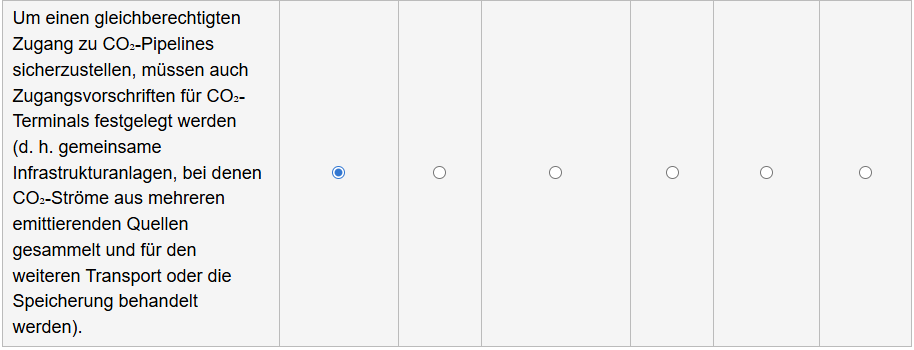 Um einen gleichberechtigten
Zugang zu CO₂-Pipelines
sicherzustellen, müssen auch
Zugangsvorschriften für CO₂-
Terminals festgelegt werden
(d. h. gemeinsame
Infrastrukturanlagen, bei denen
CO₂-Ströme aus mehreren
emittierenden Quellen
gesammelt und für den
weiteren Transport oder die
Speicherung behandelt
werden).